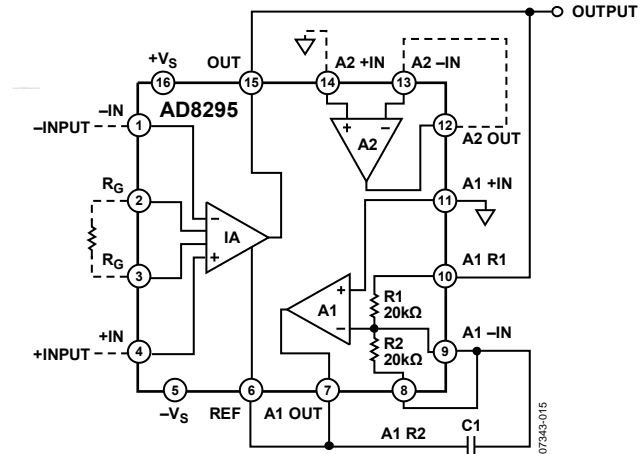 OUTPUT
+VS
OUT
A2 +IN
A2 –IN
16
15
14
13
AD8295
–IN
–INPUT
1
+
–
A2
12
A2 OUT
RG
2
A1 +IN
11
–
IA
+
RG
3
A1 R1
10
+
A1
–
R1
20kΩ
R2
20kΩ
A1 –IN
9
+IN
+INPUT
4
5
6
7
8
–VS
REF
A1 OUT
A1 R2
C1
07343-015